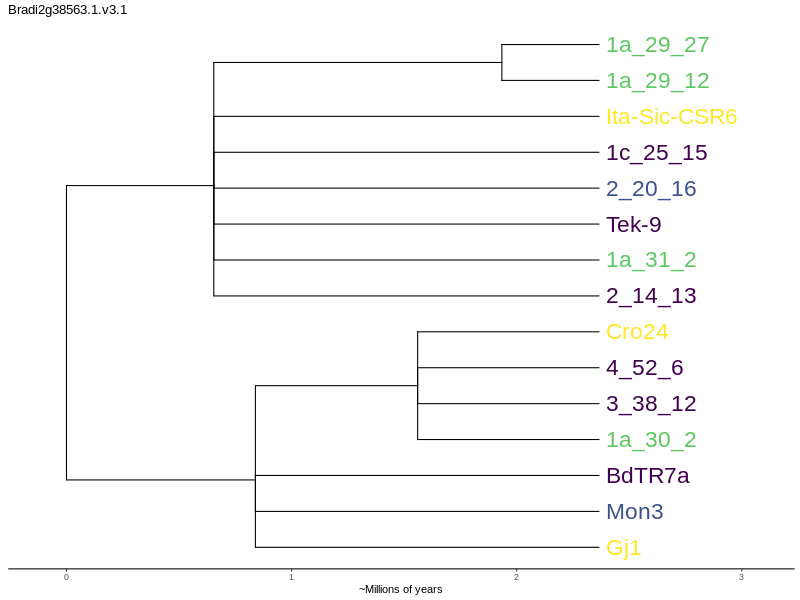 Bradi2g38563.1.v3.1
1a_29_27
1a_29_12
Ita-Sic-CSR6
1c_25_15
2_20_16
Tek-9
1a_31_2
2_14_13
Cro24
4_52_6
3_38_12
1a_30_2
BdTR7a
Mon3
Gj1
0 1 2 3
~Millions of years